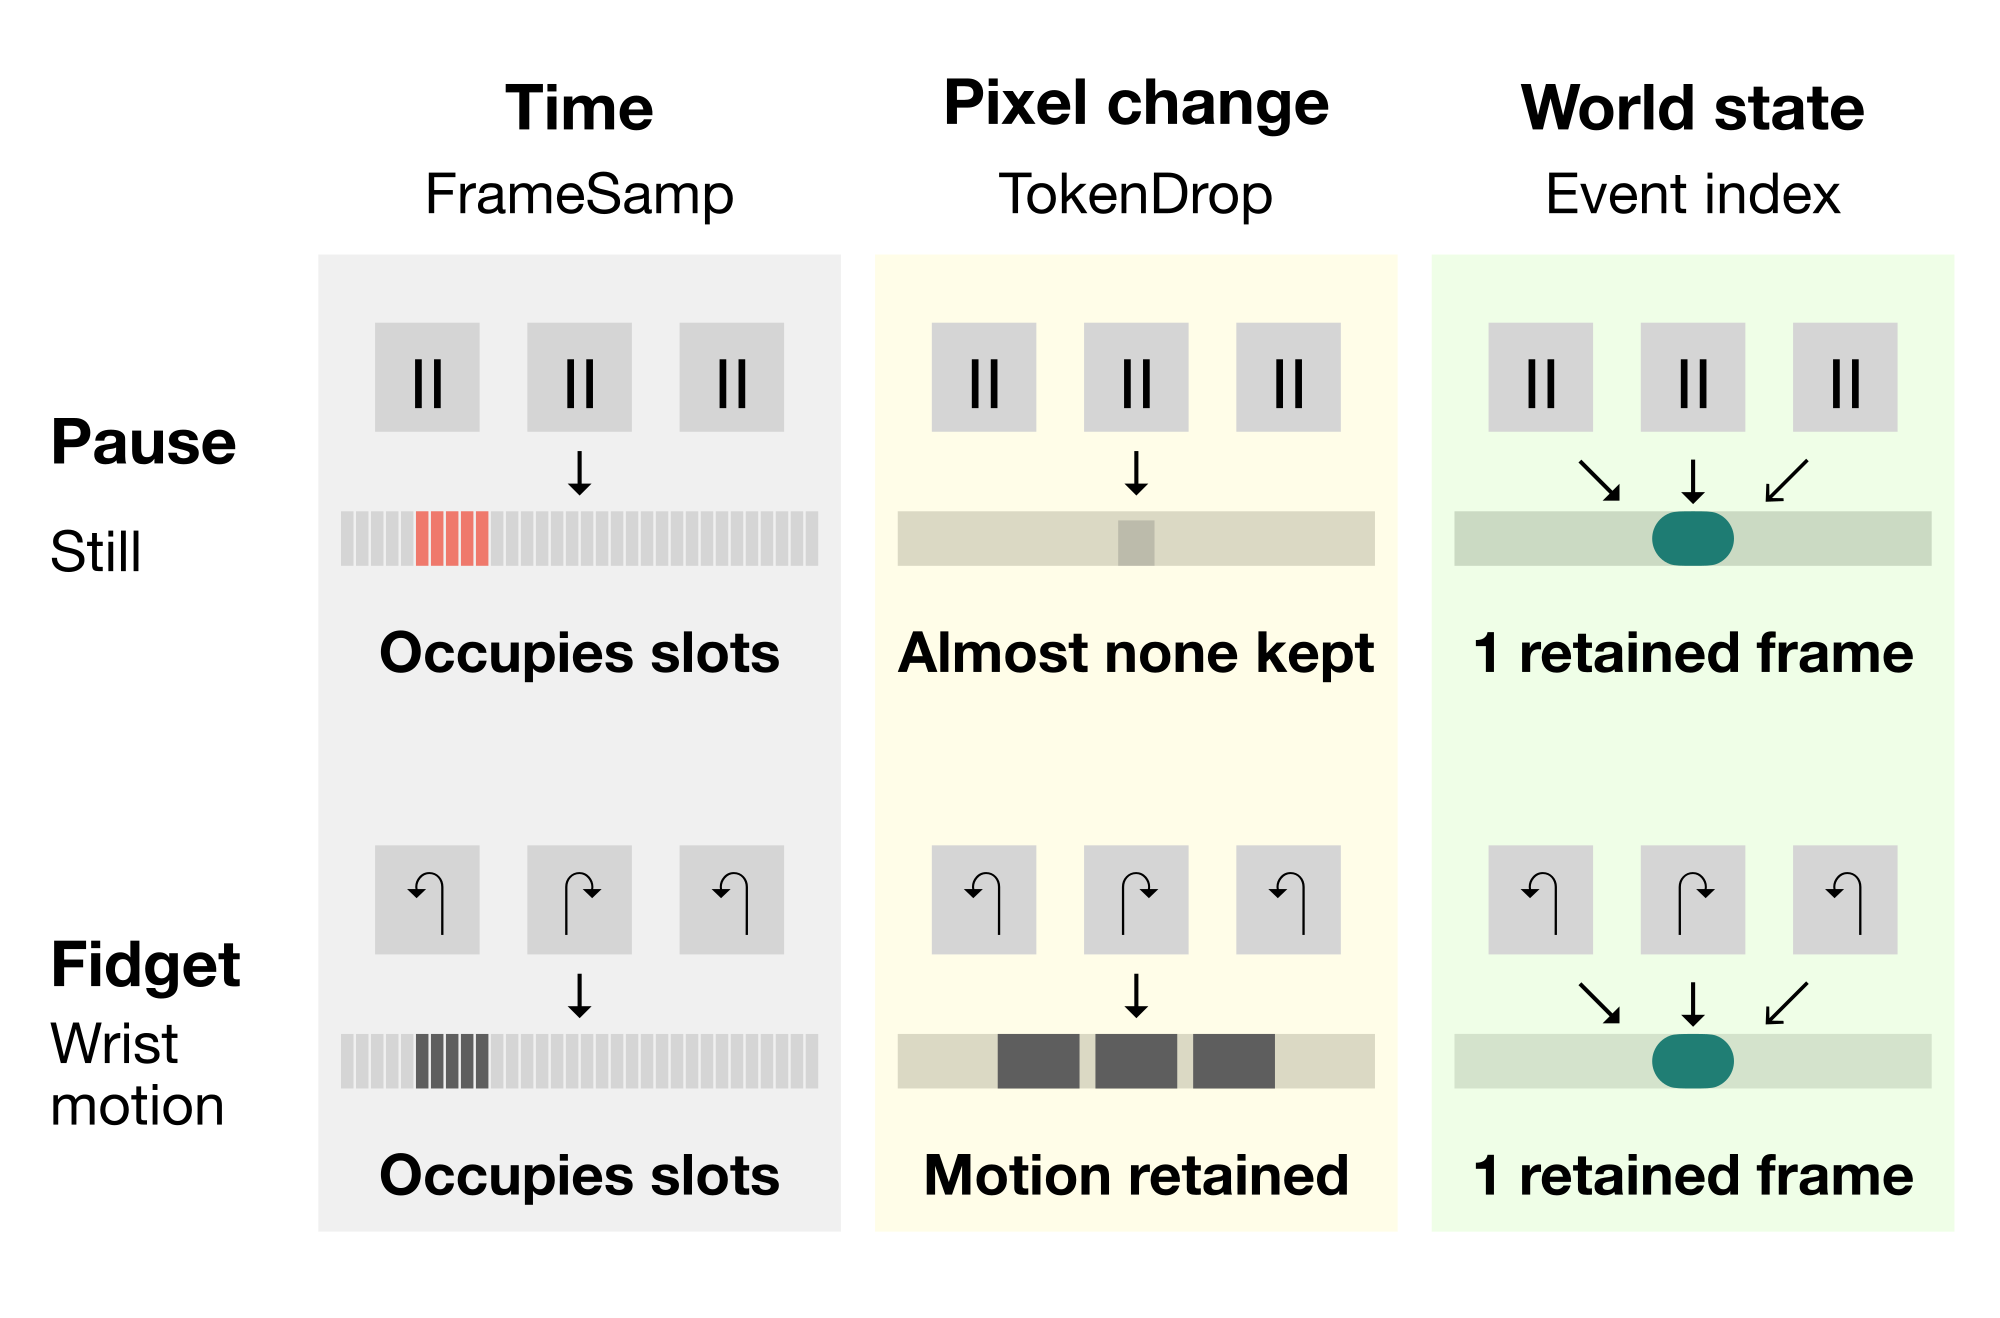 Time
Pixel change
World state
FrameSamp
TokenDrop
Event index
Pause
Still
Occupies slots
Almost none kept
1 retained frame
Fidget
Wrist
motion
Occupies slots
Motion retained
1 retained frame